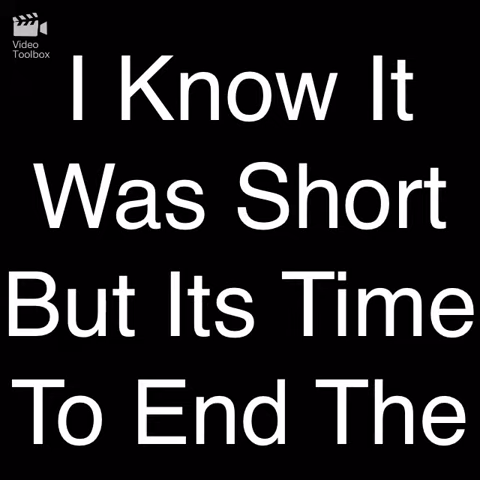 Video
Toolbox
I Know It
Was Short
But Its Time
To End The